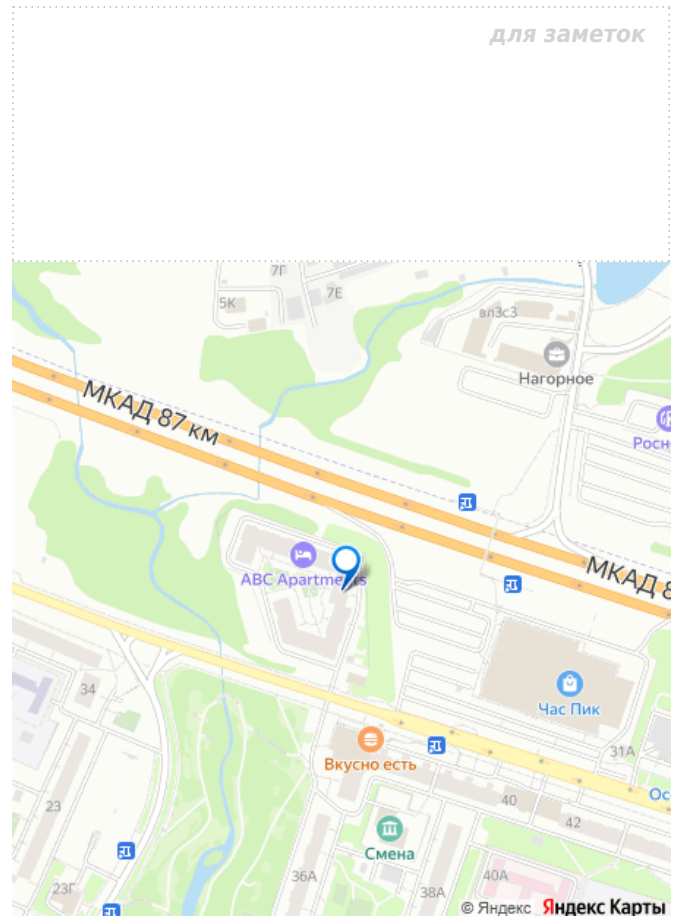 для заметок
7Г
7Е
5К
вл3с3
Нагорное
Росн
МКАД 87 км
МКАД 8
ABC Apartments
Час Пик
34
31А
Вкусно есть
Ос
40
23
42
Смена
36А
40А
23Г
38А
© Яндекс Яндекс Карты